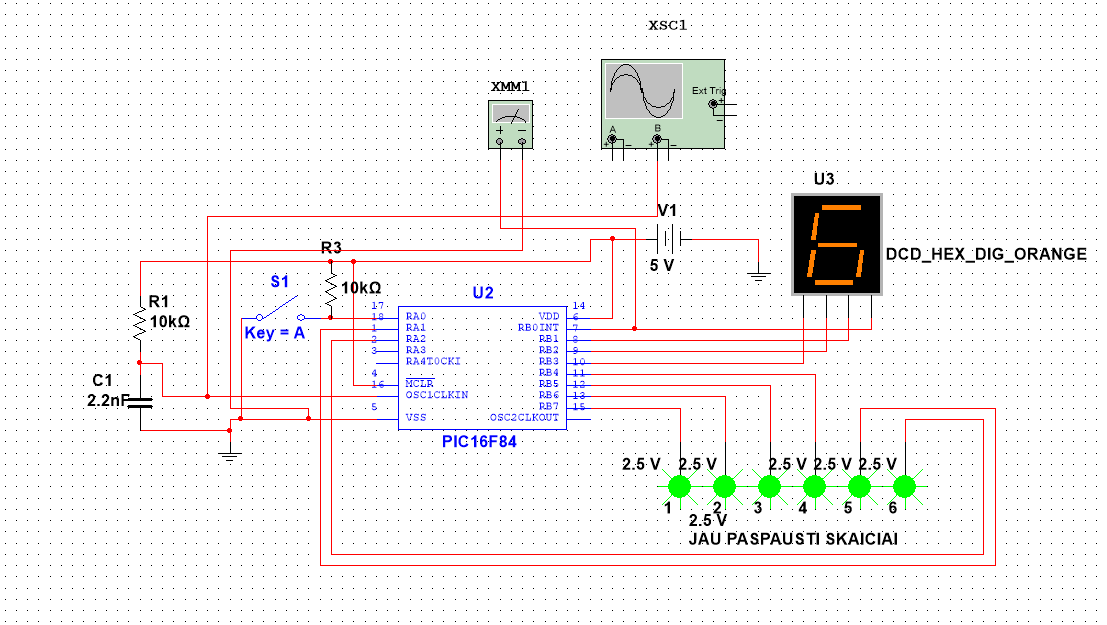 XSC1
XMM1
Ext Trig
+
−
A
B
+
−
+
−
+
−
U3
V1
5 V
DCD_HEX_DIG_ORANGE
6
R3
10kΩ
S1
Key = A
R1
10kΩ
C1
2.2nF
U2
17
18
1
2
3
4
16
5
RA0
RA1
RA2
RA3
RA4T0CKI
MCLR
OSC1CLKIN
VSS
VDD
RB0INT
RB1
RB2
RB3
RB4
RB5
RB6
RB7
OSC2CLKOUT
14
6
7
8
9
10
11
12
13
15
PIC16F84
2.5 V
2.5 V
2.5 V
2.5 V
2.5 V
1
2
3
4
5
6
2.5 V
JAU PASPAUSTI SKAICIAI